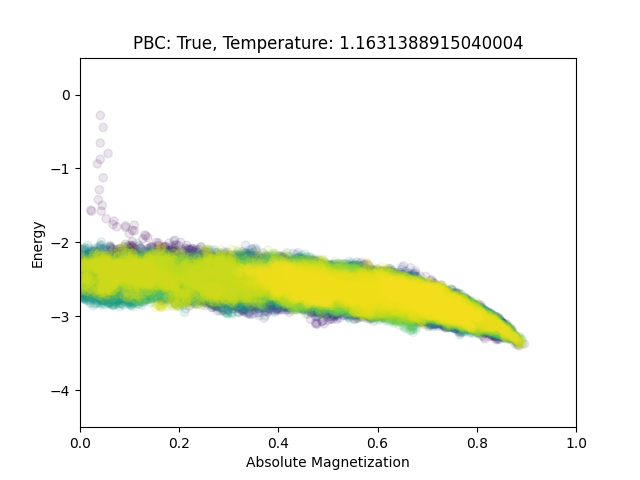 PBC: True, Temperature: 1.1631388915040004
0
−1
−2
−3
−4
Energy
0.0 0.2 0.4 0.6 0.8 1.0
Absolute Magnetization